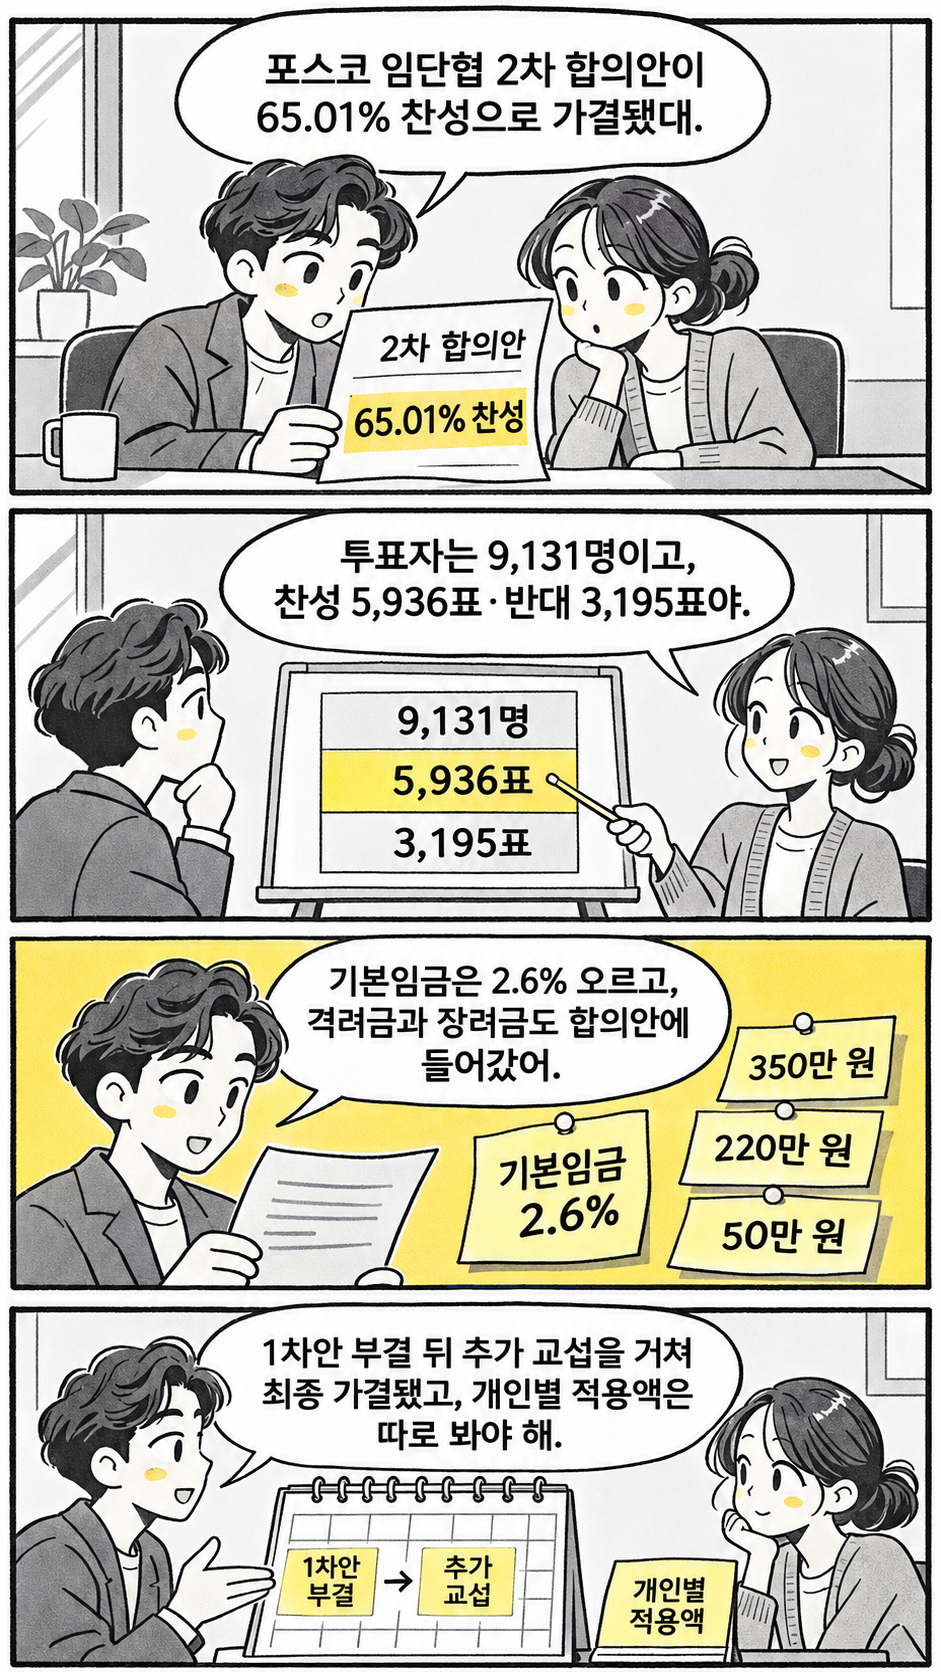 포스코 임단협 2차 합의안이
65.01% 찬성으로 가결됐대.
2차 합의안
65.01% 찬성
투표자는 9,131명이고,
찬성 5,936표·반대 3,195표야.
9,131명
5,936표
3,195표
기본임금은 2.6% 오르고,
격려금과 장려금도 합의안에
들어갔어.
350만 원
220만 원
50만 원
기본임금
2.6%
1차안 부결 뒤 추가 교섭을 거쳐
최종 가결됐고, 개인별 적용액은
따로 봐야 해.
1차안
부결
→
추가
교섭
개인별
적용액